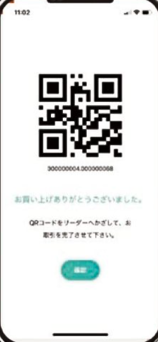 11:02
300000004.000000068
お買い上げありがとうございました。
QRコードをリーダーへかざして、お
取引を完了させて下さい。
確認